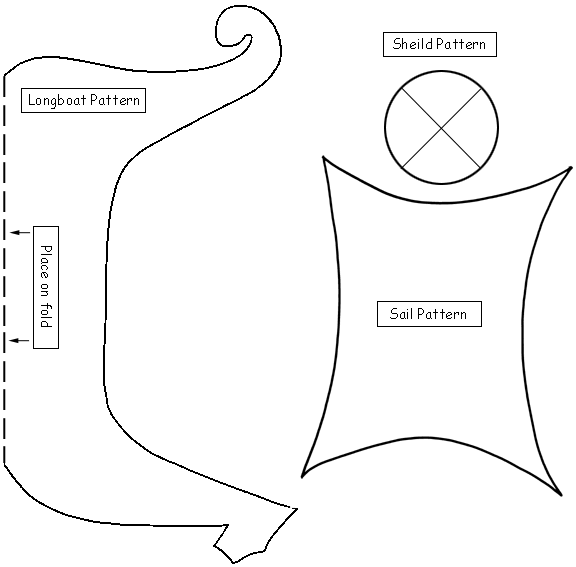 Sheild Pattern
Longboat Pattern
Place on fold
Sail Pattern